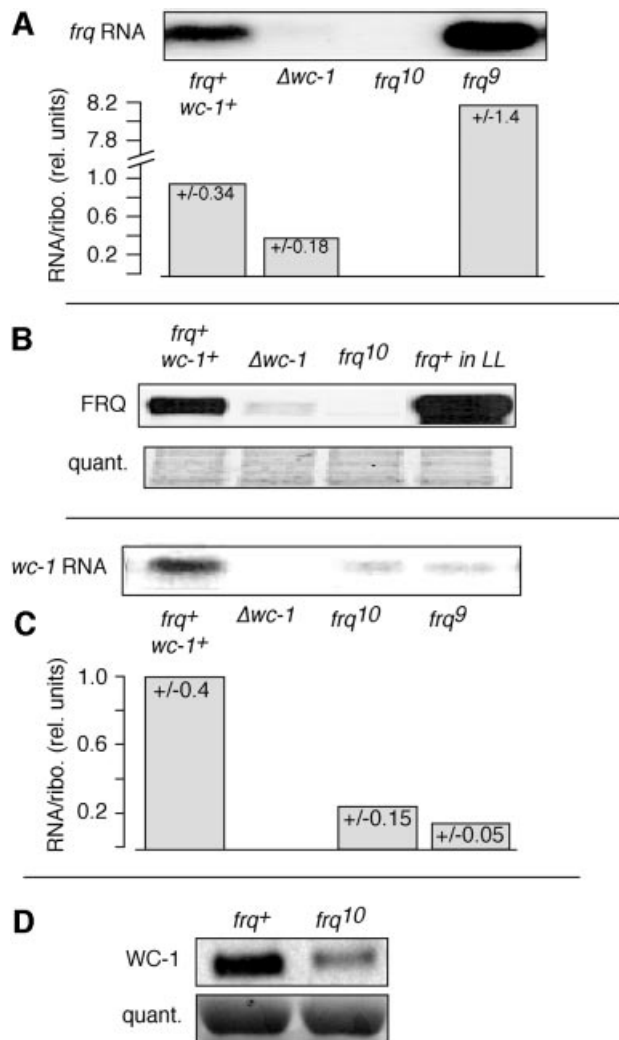 A
frq RNA
frq+ wc-1+
Δwc-1
frq10
frq9
RNA/ribo. (rel. units)
8.2
7.8
1.0
0.6
0.2
+/-0.34
+/-0.18
+/-1.4
B
frq+ wc-1+
Δwc-1
frq10
frq+ in LL
FRQ
quant.
wc-1 RNA
C
frq+ wc-1+
Δwc-1
frq10
frq9
RNA/ribo. (rel. units)
1.0
0.6
0.2
+/-0.4
+/-0.15
+/-0.05
D
frq+
frq10
WC-1
quant.